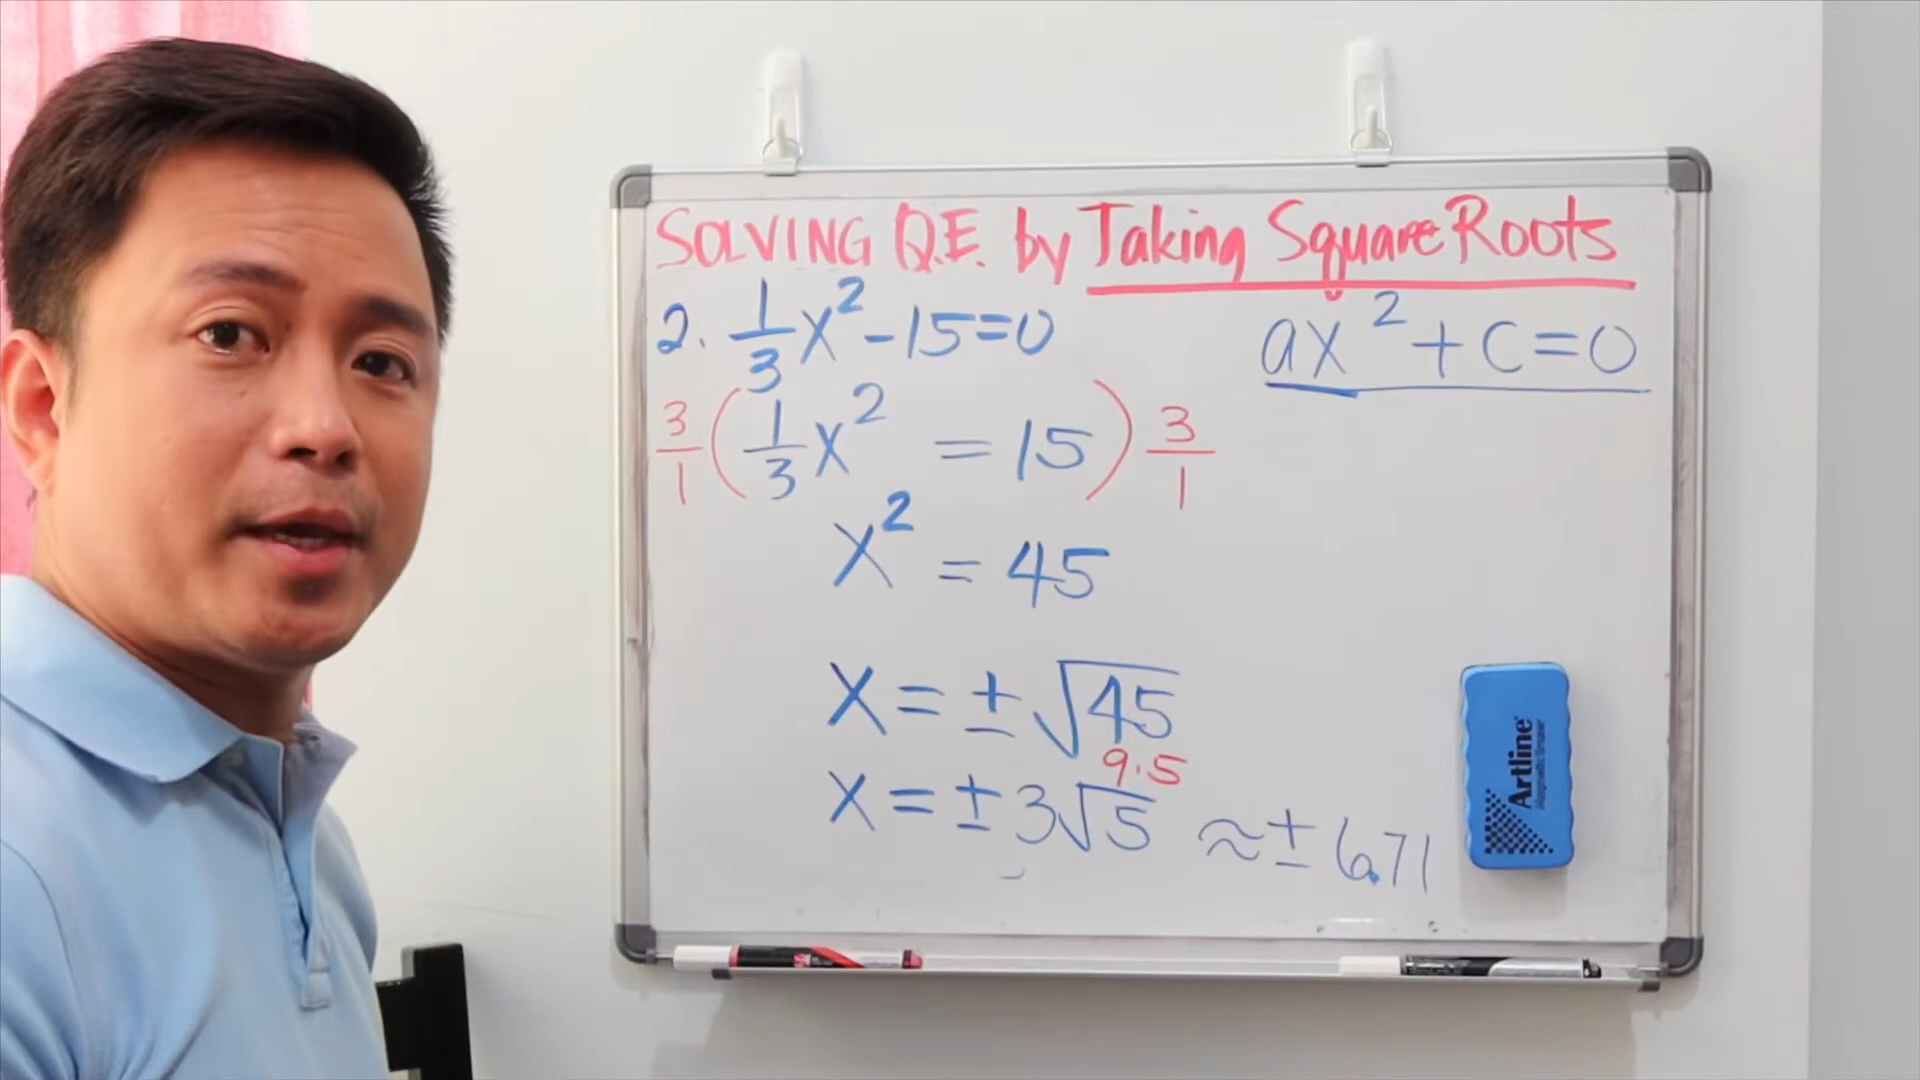 SOLVING Q.E. by Taking Square Roots
2. 1/3 x² - 15 = 0
ax² + c = 0
3/1 ( 1/3 x² = 15 ) 3/1
x² = 45
x = ± √45
9·5
x = ± 3√5 ≈ ± 6.71
Artline